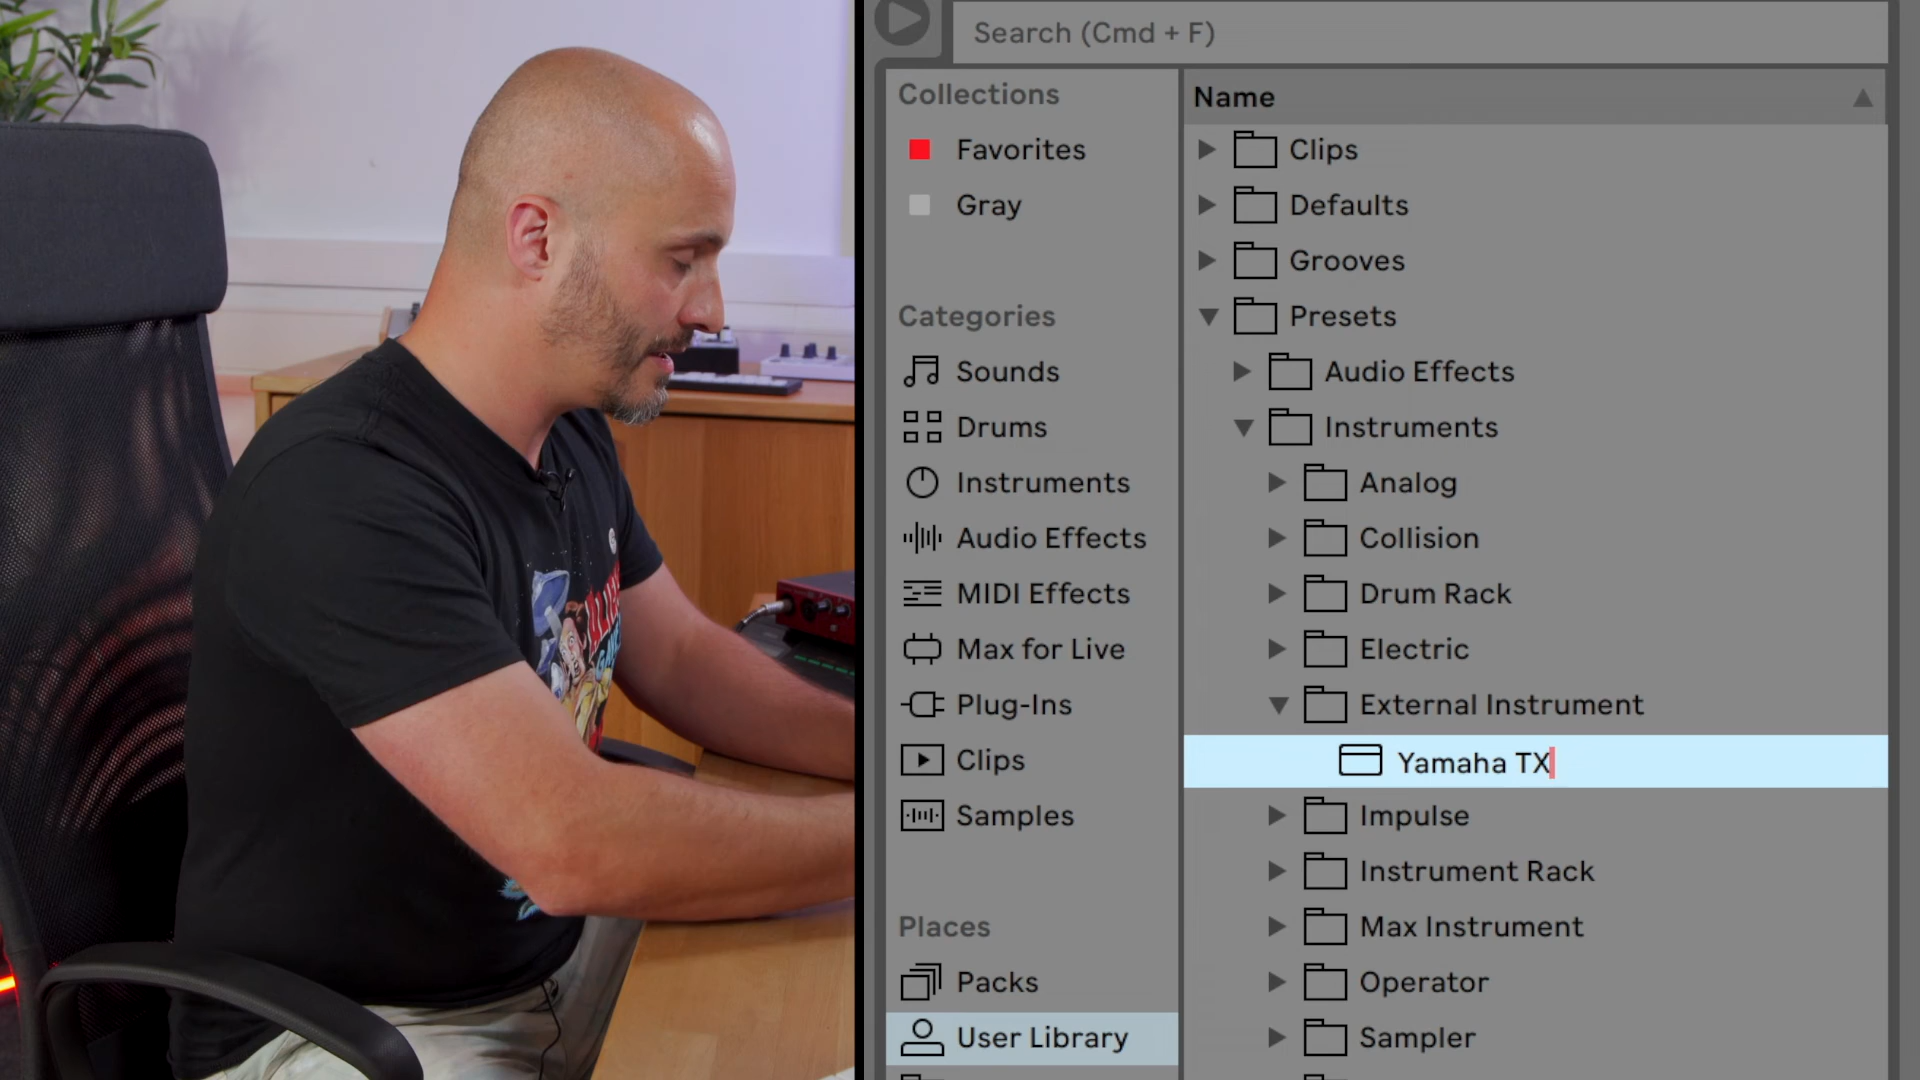 Search (Cmd + F)
Collections
Favorites
Gray
Categories
Sounds
Drums
Instruments
Audio Effects
MIDI Effects
Max for Live
Plug-Ins
Clips
Samples
Places
Packs
User Library
Name
Clips
Defaults
Grooves
Presets
Audio Effects
Instruments
Analog
Collision
Drum Rack
Electric
External Instrument
Yamaha TX
Impulse
Instrument Rack
Max Instrument
Operator
Sampler